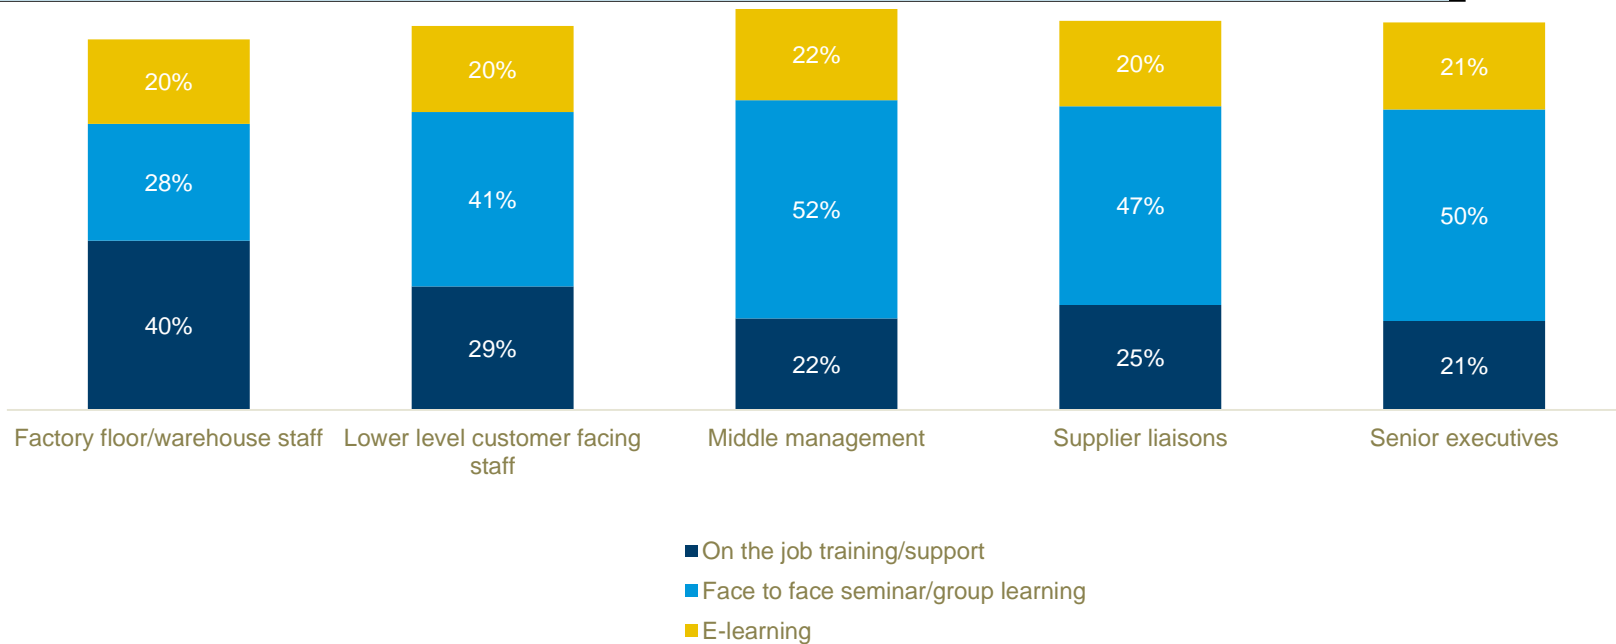 20%
20%
22%
20%
21%
28%
41%
52%
47%
50%
40%
29%
22%
25%
21%
Factory floor/warehouse staff
Lower level customer facing
staff
Middle management
Supplier liaisons
Senior executives
On the job training/support
Face to face seminar/group learning
E-learning